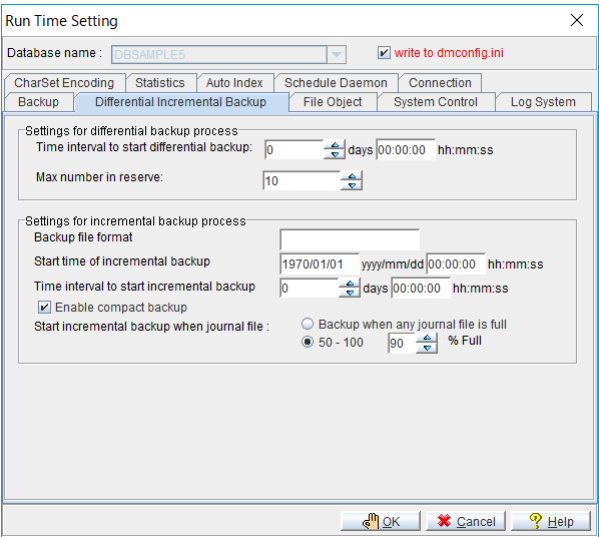 Run Time Setting
Database name : DBSAMPLE5 write to dmconfig.ini
CharSet Encoding Statistics Auto Index Schedule Daemon Connection
Backup Differential Incremental Backup File Object System Control Log System
Settings for differential backup process
Time interval to start differential backup: 0 days 00:00:00 hh:mm:ss
Max number in reserve: 10
Settings for incremental backup process
Backup file format
Start time of incremental backup 1970/01/01 yyyy/mm/dd 00:00:00 hh:mm:ss
Time interval to start incremental backup 0 days 00:00:00 hh:mm:ss
Enable compact backup
Start incremental backup when journal file : Backup when any journal file is full
50 - 100 90 % Full
OK Cancel Help